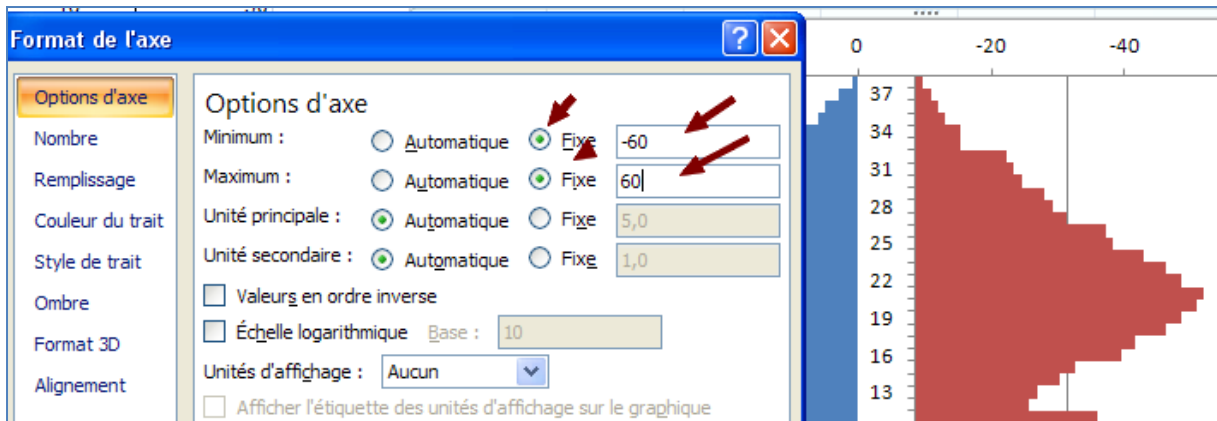 Format de l'axe
Options d'axe
Nombre
Remplissage
Couleur du trait
Style de trait
Ombre
Format 3D
Alignement
Options d'axe
Minimum : Automatique Fixe -60
Maximum : Automatique Fixe 60
Unité principale : Automatique Fixe 5,0
Unité secondaire : Automatique Fixe 1,0
Valeurs en ordre inverse
Échelle logarithmique Base : 10
Unités d'affichage : Aucun
Afficher l'étiquette des unités d'affichage sur le graphique
0 -20 -40
37
34
31
28
25
22
19
16
13